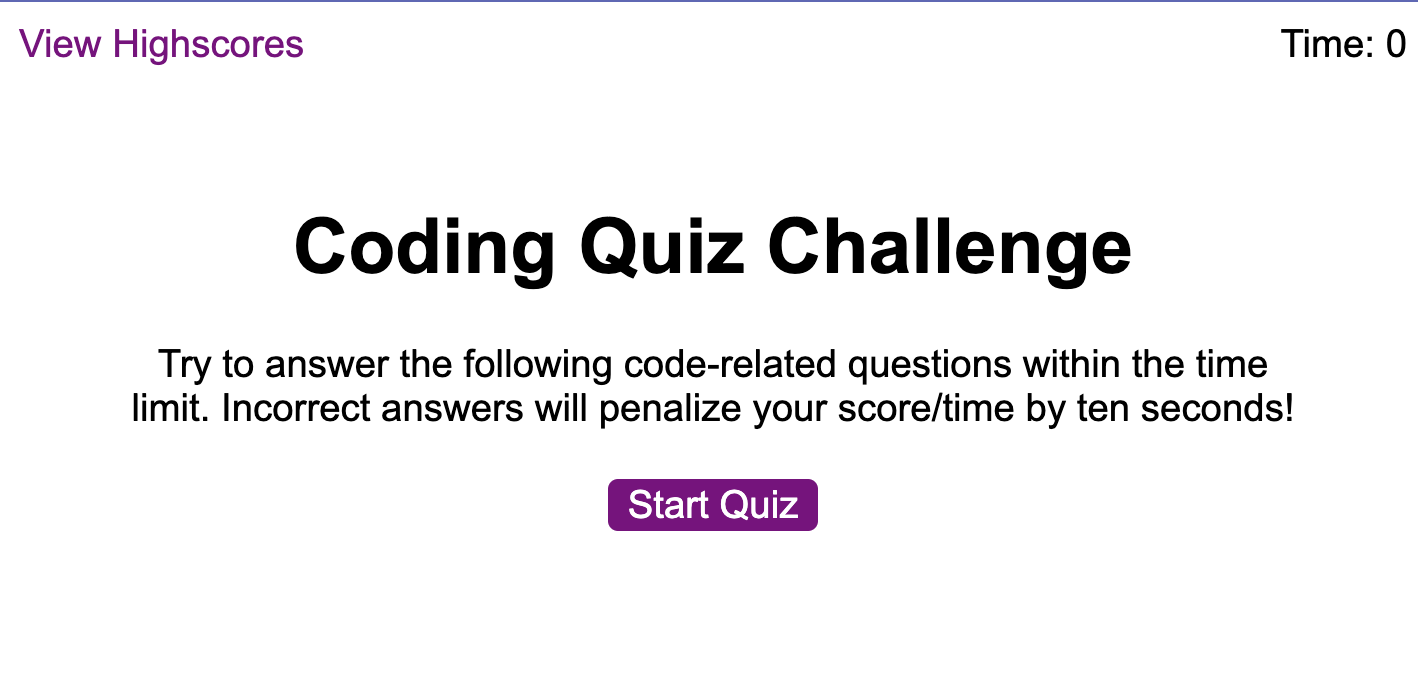 View Highscores
Time: 0
Coding Quiz Challenge
Try to answer the following code-related questions within the time
limit. Incorrect answers will penalize your score/time by ten seconds!
Start Quiz